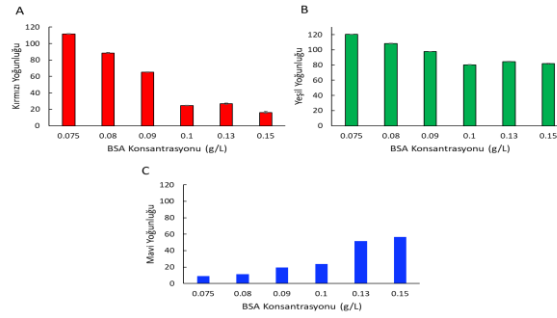 A
Kırmızı Yoğunluğu
120
100
80
60
40
20
0
0.075 0.08 0.09 0.1 0.13 0.15
BSA Konsantrasyonu (g/L)
B
Yeşil Yoğunluğu
120
100
80
60
40
20
0
0.075 0.08 0.09 0.1 0.13 0.15
BSA Konsantrasyonu (g/L)
C
Mavi Yoğunluğu
120
100
80
60
40
20
0
0.075 0.08 0.09 0.1 0.13 0.15
BSA Konsantrasyonu (g/L)